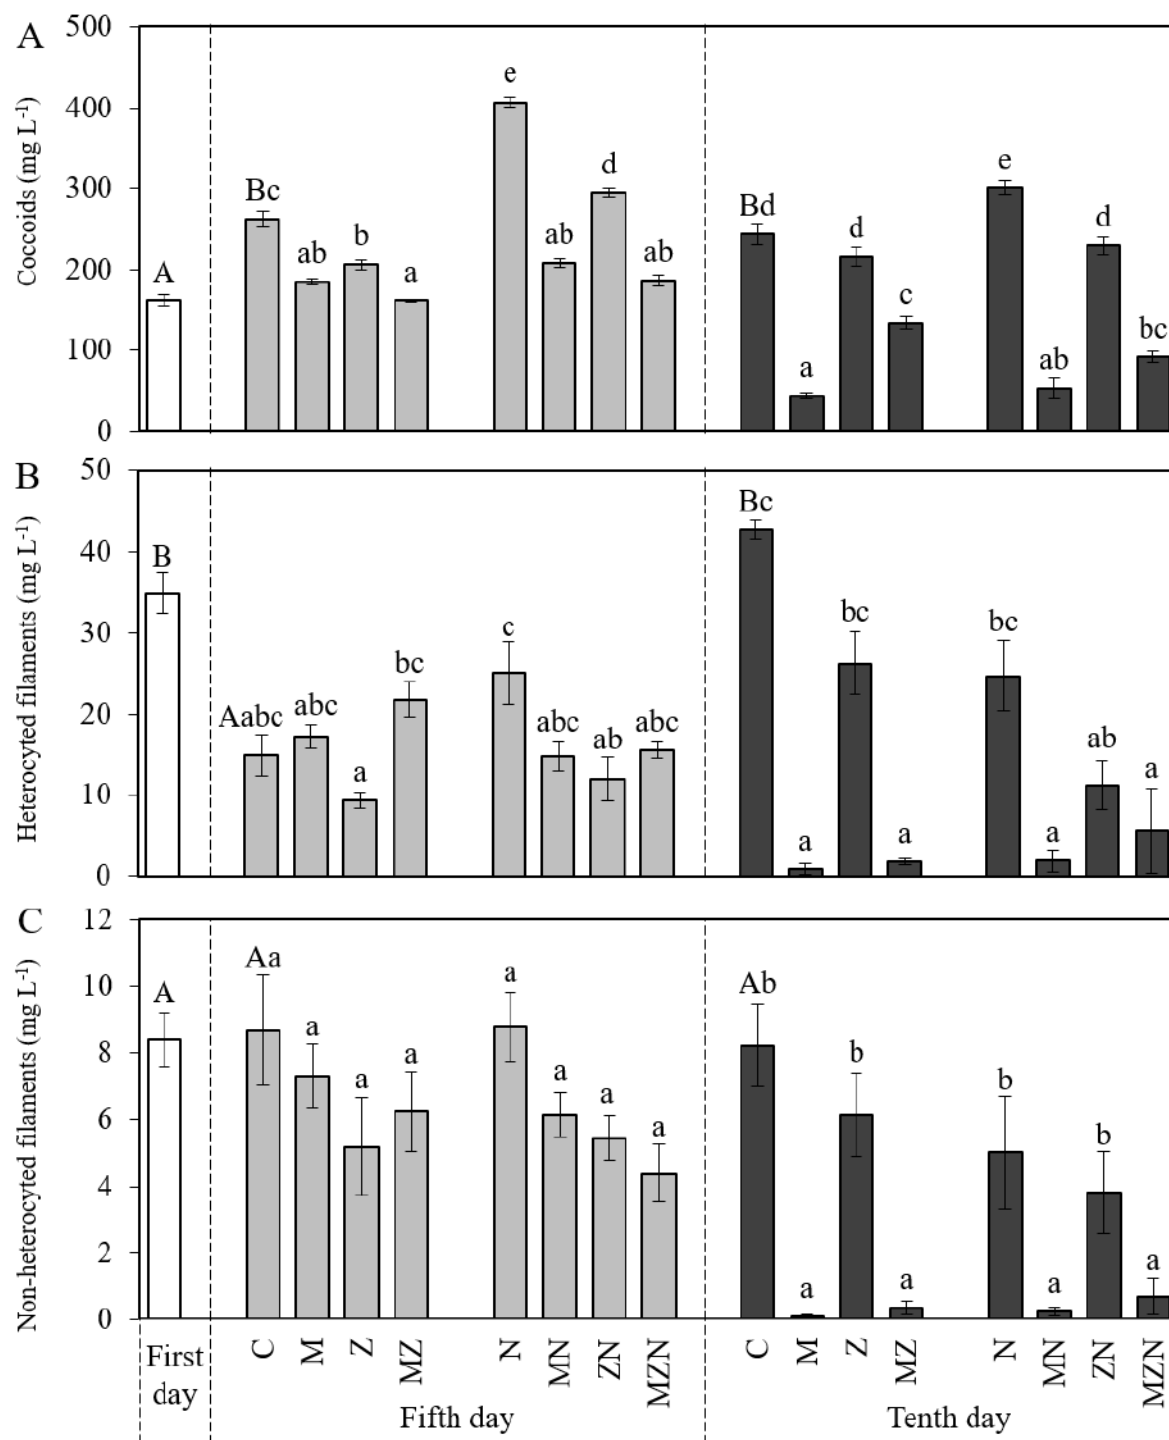 A
Coccoids (mg L⁻¹)
500
400
300
200
100
0
A
Bc
ab
b
a
e
ab
d
ab
Bd
a
d
c
e
ab
d
bc
B
Heterocyted filaments (mg L⁻¹)
50
40
30
20
10
0
B
Aabc
abc
a
bc
c
abc
ab
abc
Bc
a
bc
a
bc
a
ab
a
C
Non-heterocyted filaments (mg L⁻¹)
12
10
8
6
4
2
0
A
Aa
a
a
a
a
a
a
a
Ab
a
b
a
b
a
b
a
First
day
C
M
Z
MZ
N
MN
ZN
MZN
Fifth day
C
M
Z
MZ
N
MN
ZN
MZN
Tenth day